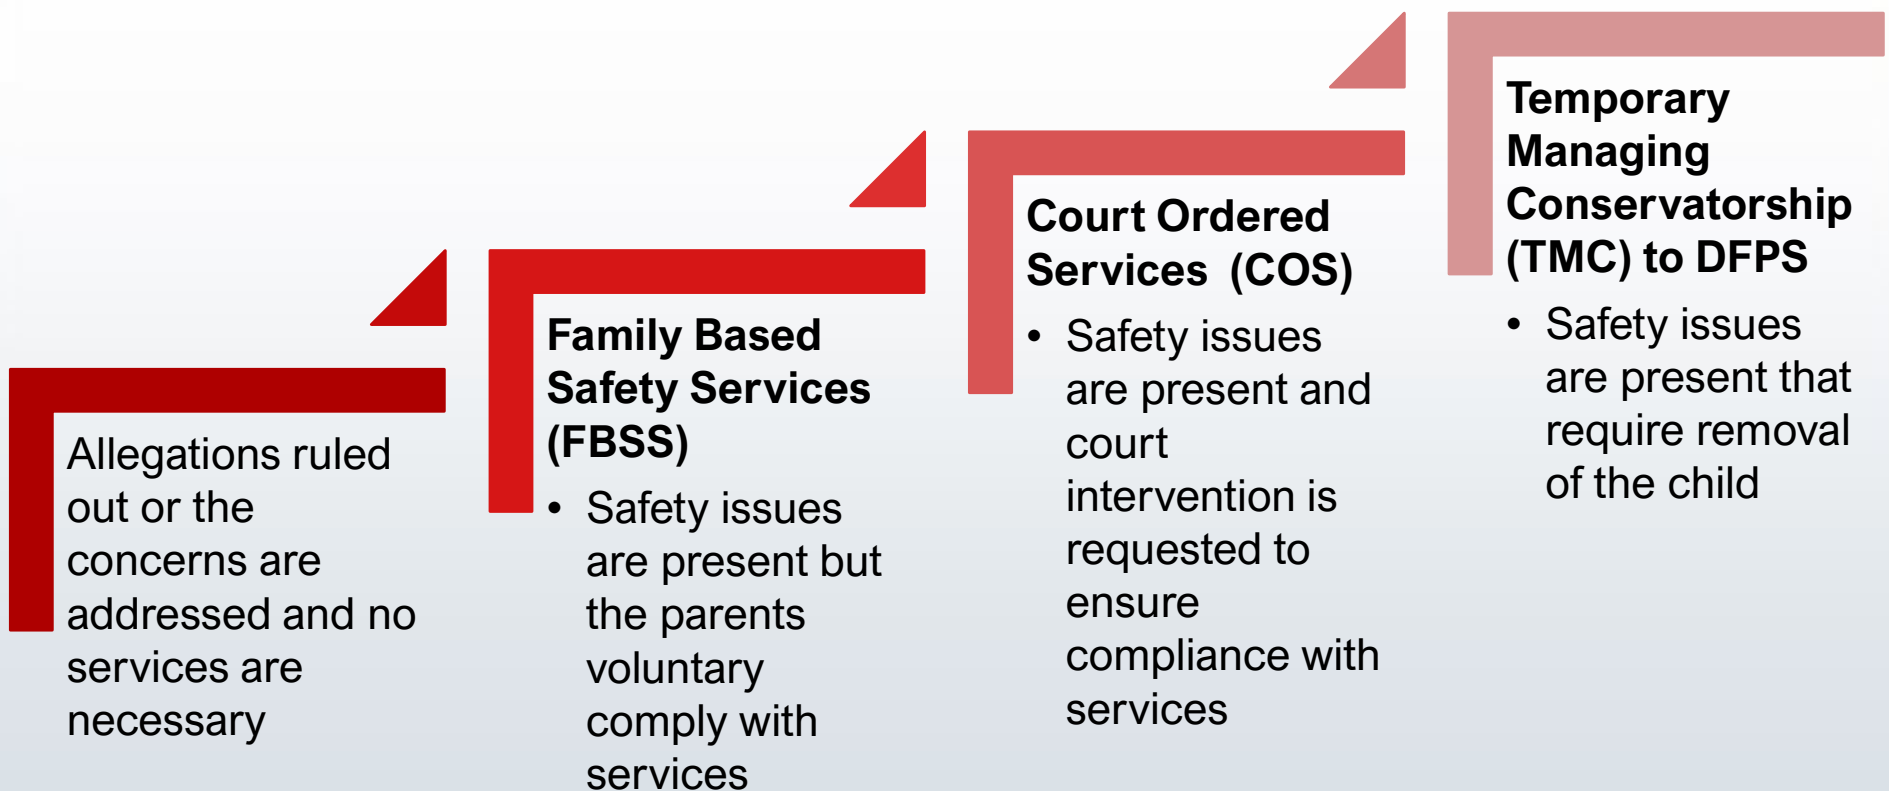 Allegations ruled
out or the
concerns are
addressed and no
services are
necessary
Family Based
Safety Services
(FBSS)
• Safety issues
are present but
the parents
voluntary
comply with
services
Court Ordered
Services (COS)
• Safety issues
are present and
court
intervention is
requested to
ensure
compliance with
services
Temporary
Managing
Conservatorship
(TMC) to DFPS
• Safety issues
are present that
require removal
of the child